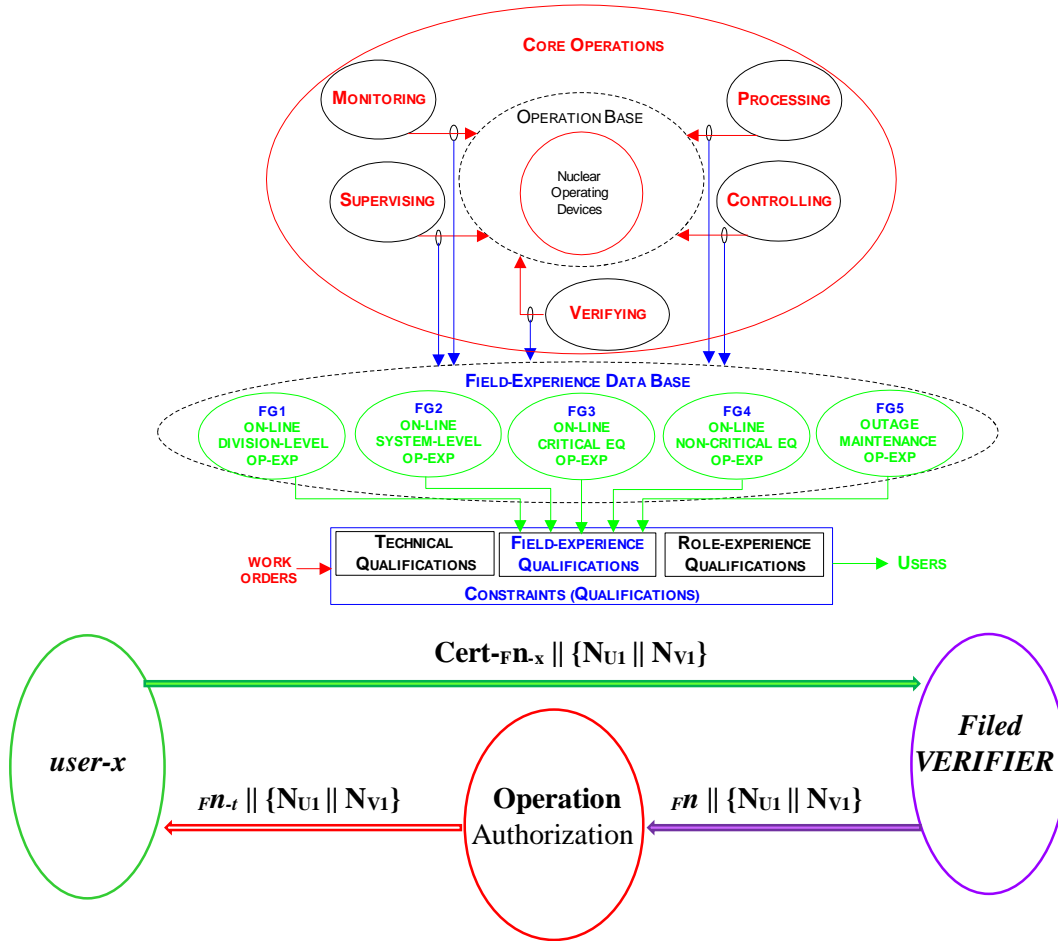 CORE OPERATIONS
MONITORING
PROCESSING
OPERATION BASE
Nuclear
Operating
Devices
SUPERVISING
CONTROLLING
VERIFYING
FIELD-EXPERIENCE DATA BASE
FG1
ON-LINE
DIVISION-LEVEL
OP-EXP
FG2
ON-LINE
SYSTEM-LEVEL
OP-EXP
FG3
ON-LINE
CRITICAL EQ
OP-EXP
FG4
ON-LINE
NON-CRITICAL EQ
OP-EXP
FG5
OUTAGE
MAINTENANCE
OP-EXP
WORK
ORDERS
TECHNICAL
QUALIFICATIONS
FIELD-EXPERIENCE
QUALIFICATIONS
ROLE-EXPERIENCE
QUALIFICATIONS
USERS
CONSTRAINTS (QUALIFICATIONS)
Cert-Fn-x || {NU1 || NV1}
user-x
Filed
VERIFIER
Fn-t || {NU1 || NV1}
Operation
Authorization
Fn || {NU1 || NV1}